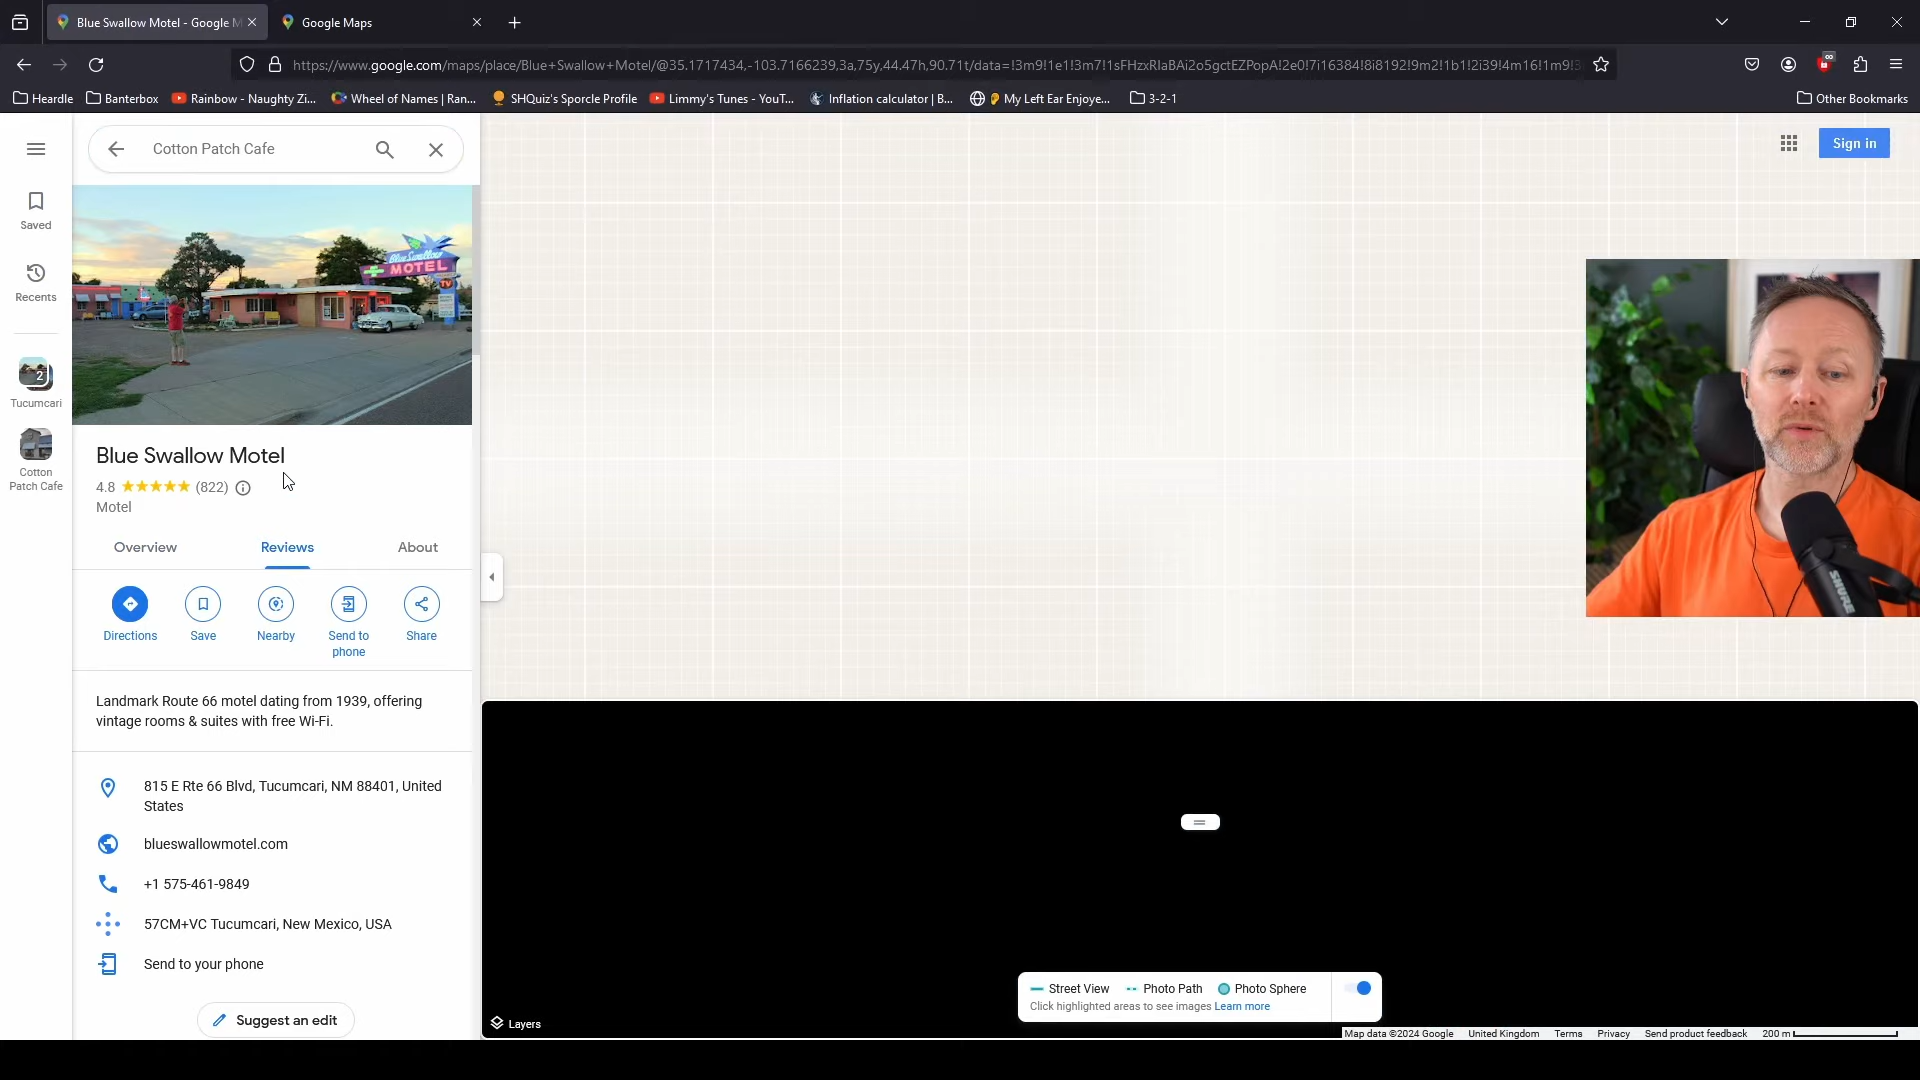 Blue Swallow Motel - Google M
Google Maps
https://www.google.com/maps/place/Blue+Swallow+Motel/@35.1717434,-103.7166239,3a,75y,44.47h,90.71t/data=!3m9!1e1!3m7!1sFHzxRlaBAi2o5gctEZPopA!2e0!7i16384!8i8192!9m2!1b1!2i39!4m16!1m9!3
Heardle
Banterbox
Rainbow - Naughty Zi...
Wheel of Names | Ran...
SHQuiz's Sporcle Profile
Limmy's Tunes - YouT...
Inflation calculator | B...
My Left Ear Enjoye...
3-2-1
Other Bookmarks
Cotton Patch Cafe
Sign in
Saved
Recents
2
Tucumcari
Cotton
Patch Cafe
Blue Swallow
MOTEL
TV
Blue Swallow Motel
4.8 (822)
Motel
Overview
Reviews
About
Directions
Save
Nearby
Send to
phone
Share
Landmark Route 66 motel dating from 1939, offering
vintage rooms & suites with free Wi-Fi.
815 E Rte 66 Blvd, Tucumcari, NM 88401, United
States
blueswallowmotel.com
+1 575-461-9849
57CM+VC Tucumcari, New Mexico, USA
Send to your phone
Suggest an edit
SHURE
Street View
Photo Path
Photo Sphere
Click highlighted areas to see images Learn more
Layers
Map data ©2024 Google
United Kingdom
Terms
Privacy
Send product feedback
200 m